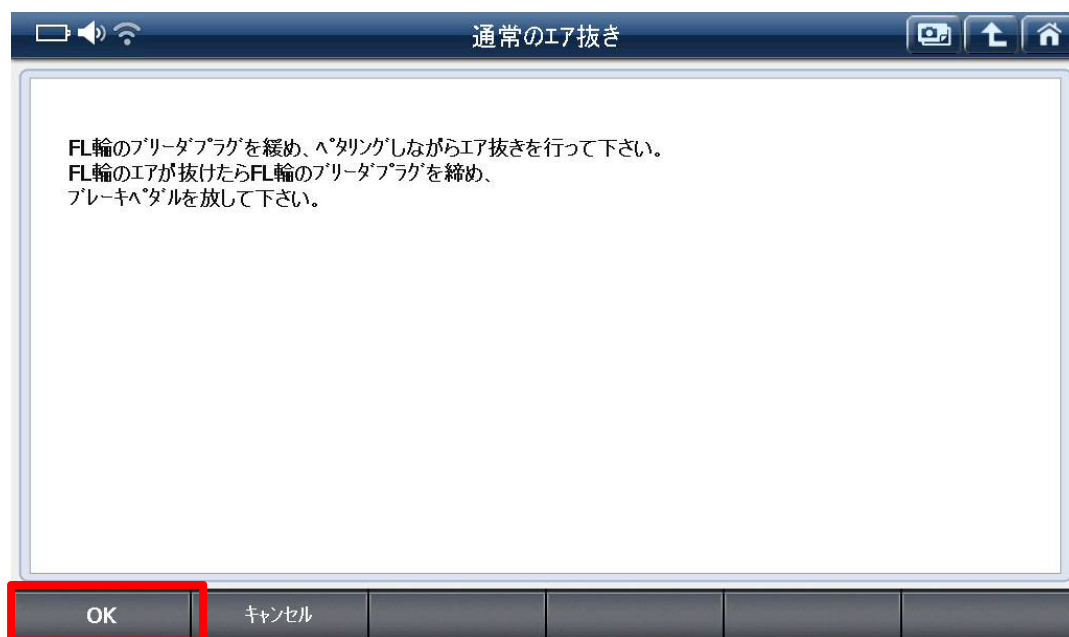 通常のｴｱ抜き
FL輪のﾌﾞﾘｰﾀﾞﾌﾟﾗｸﾞを緩め、ﾍﾟﾀﾘﾝｸﾞしながらｴｱ抜きを行って下さい。
FL輪のｴｱが抜けたらFL輪のﾌﾞﾘｰﾀﾞﾌﾟﾗｸﾞを締め、
ﾌﾞﾚｰｷﾍﾟﾀﾞﾙを放して下さい。
OK ｷｬﾝｾﾙ